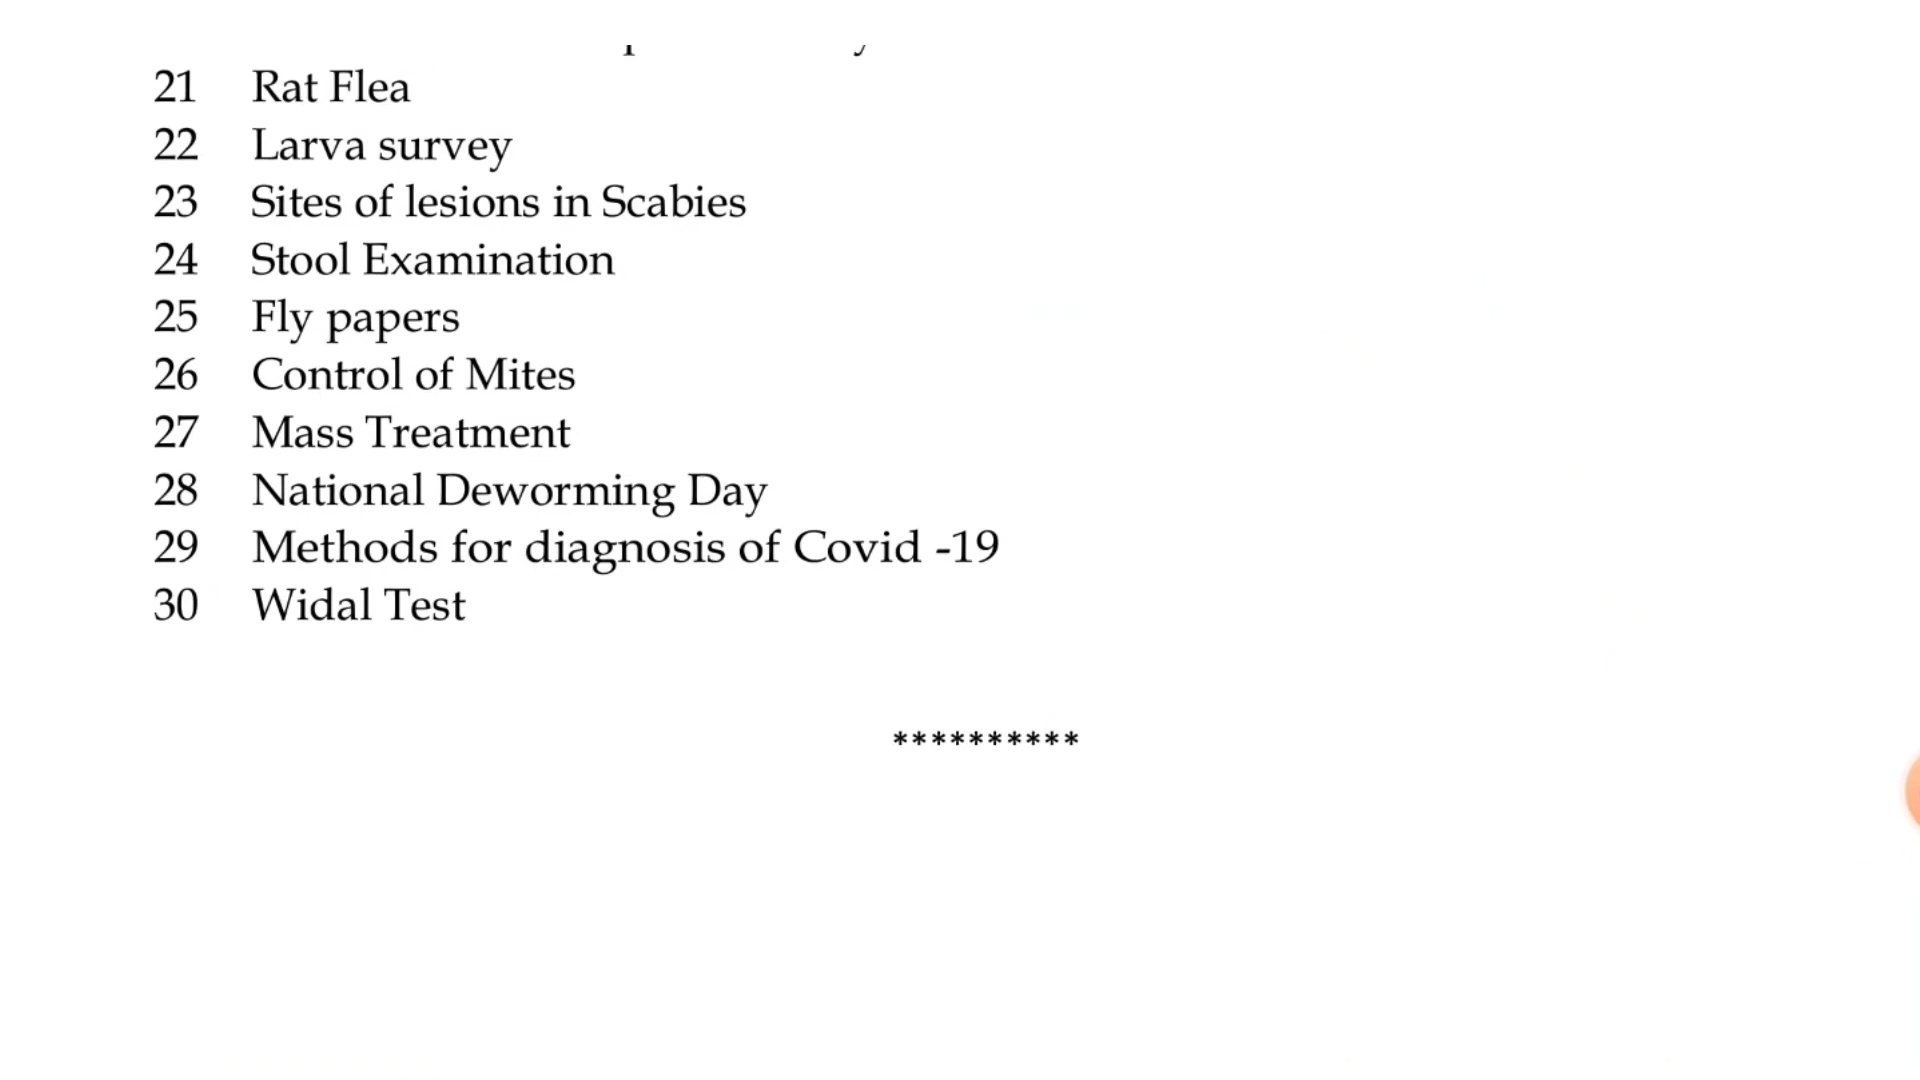 21 Rat Flea
22 Larva survey
23 Sites of lesions in Scabies
24 Stool Examination
25 Fly papers
26 Control of Mites
27 Mass Treatment
28 National Deworming Day
29 Methods for diagnosis of Covid -19
30 Widal Test
**********